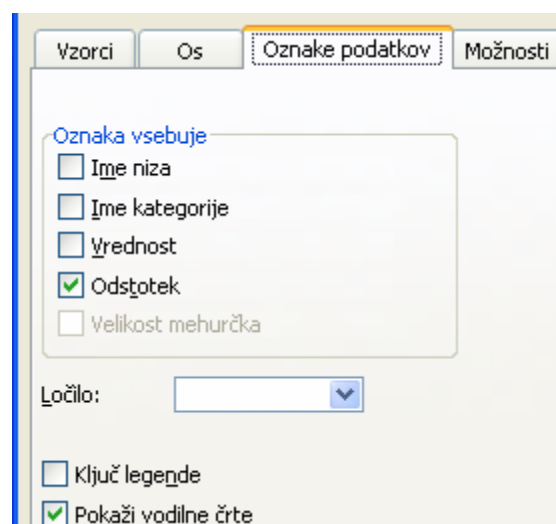 Vzorci Os Oznake podatkov Možnosti
Oznaka vsebuje
Ime niza
Ime kategorije
Vrednost
Odstotek
Velikost mehurčka
Ločilo:
Ključ legende
Pokaži vodilne črte